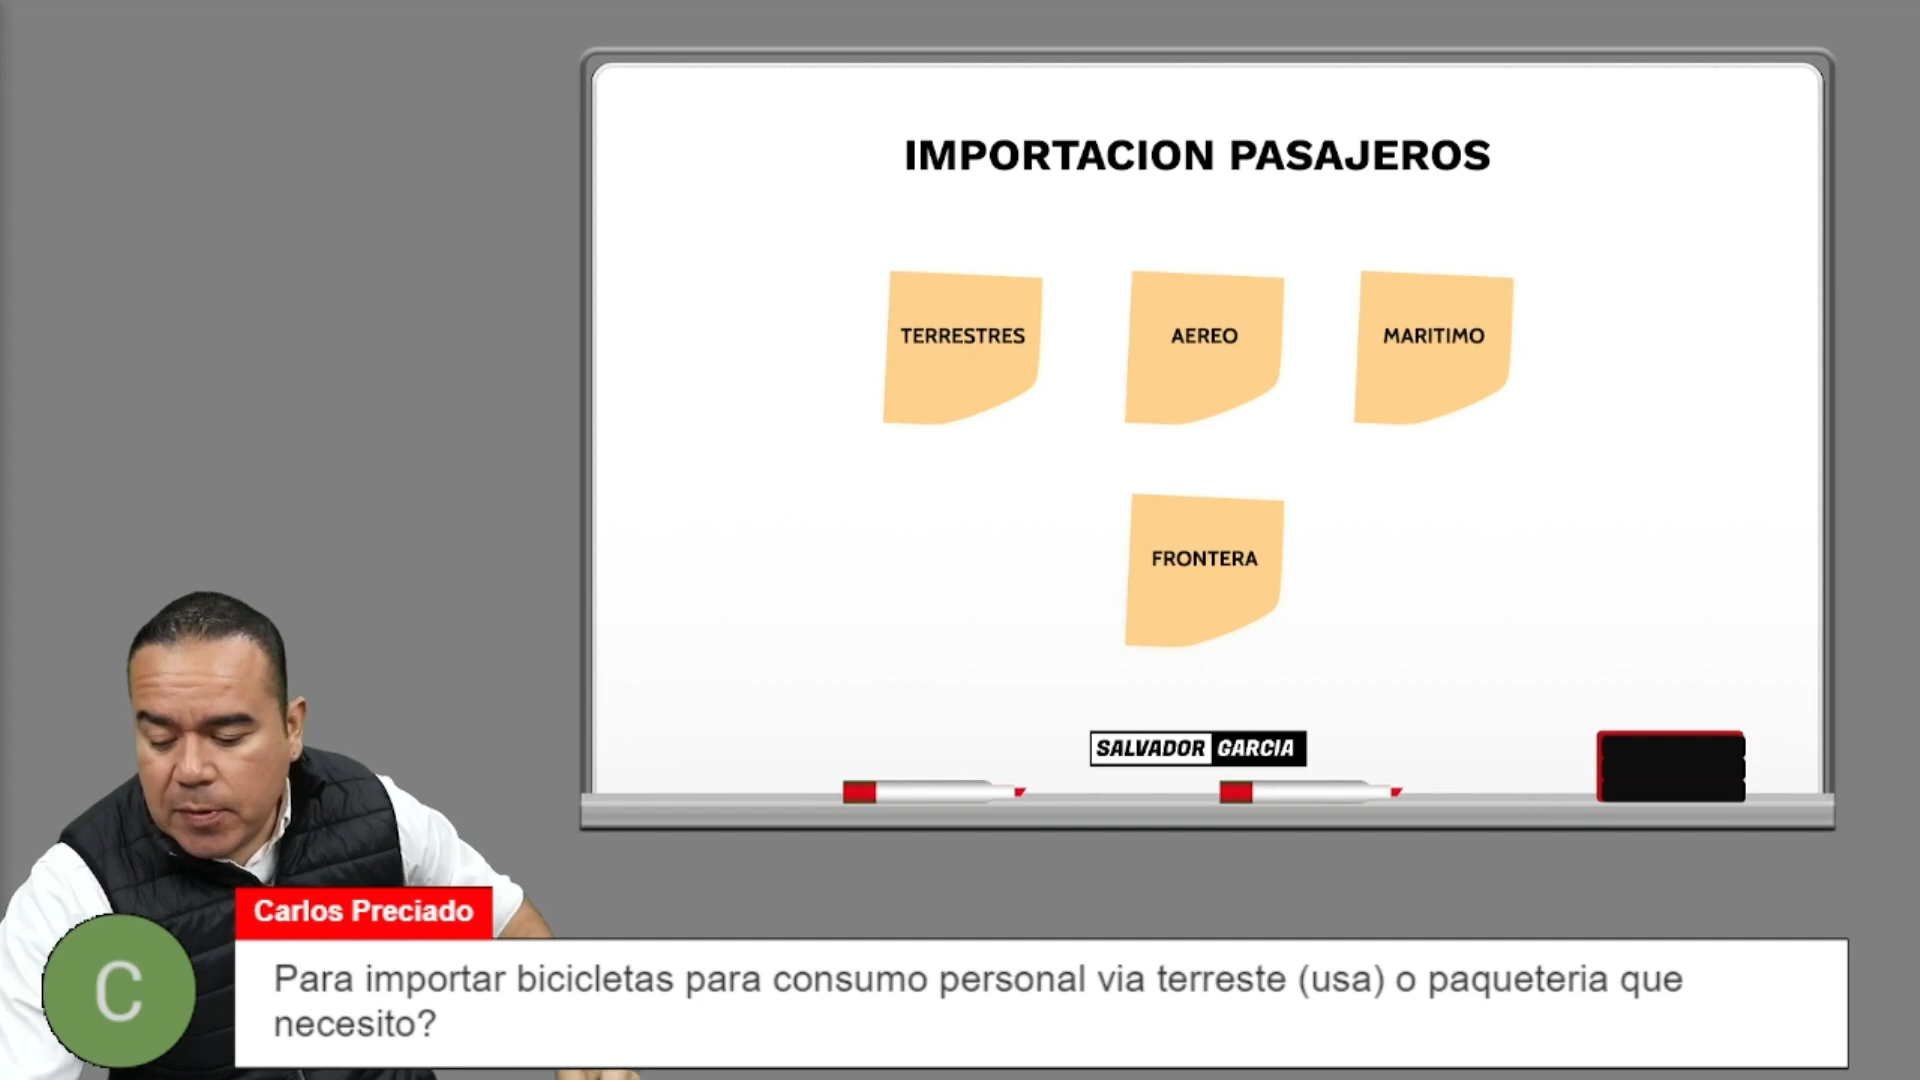 IMPORTACION PASAJEROS
TERRESTRES
AEREO
MARITIMO
FRONTERA
SALVADOR GARCIA
Carlos Preciado
C
Para importar bicicletas para consumo personal via terreste (usa) o paqueteria que
necesito?